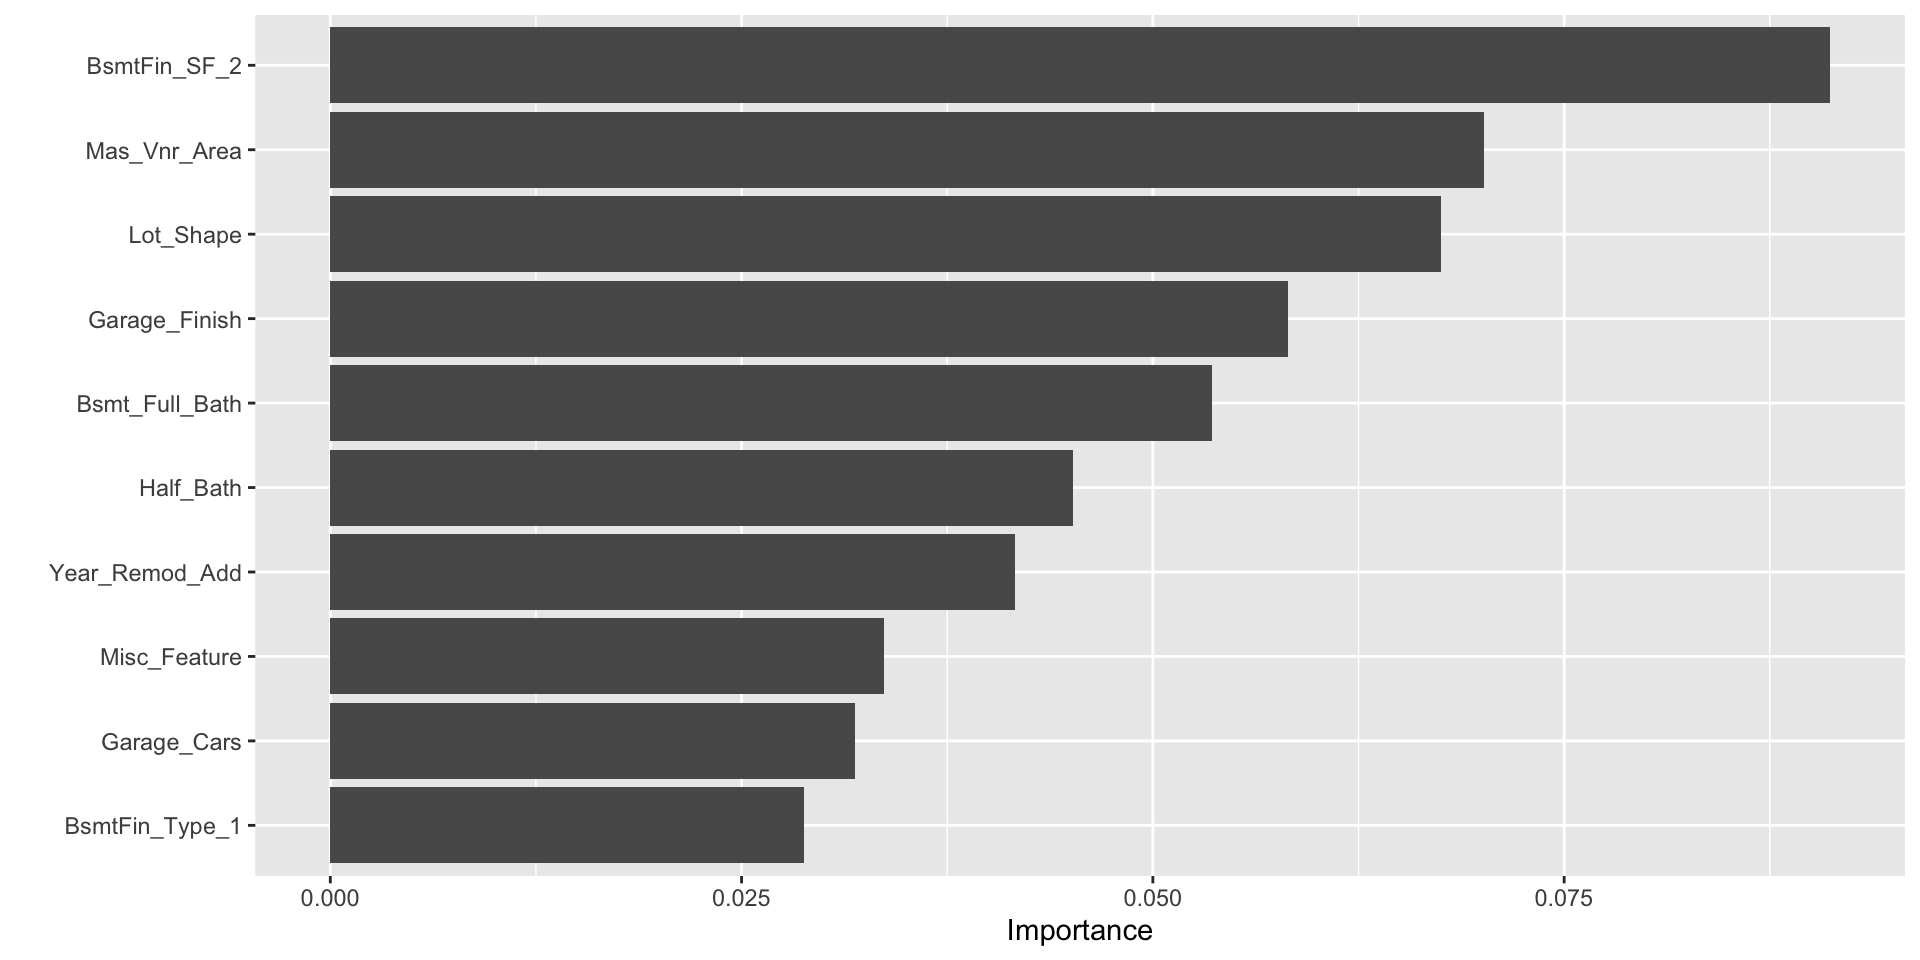 BsmtFin_SF_2
Mas_Vnr_Area
Lot_Shape
Garage_Finish
Bsmt_Full_Bath
Half_Bath
Year_Remod_Add
Misc_Feature
Garage_Cars
BsmtFin_Type_1
0.000 0.025 0.050 0.075
Importance